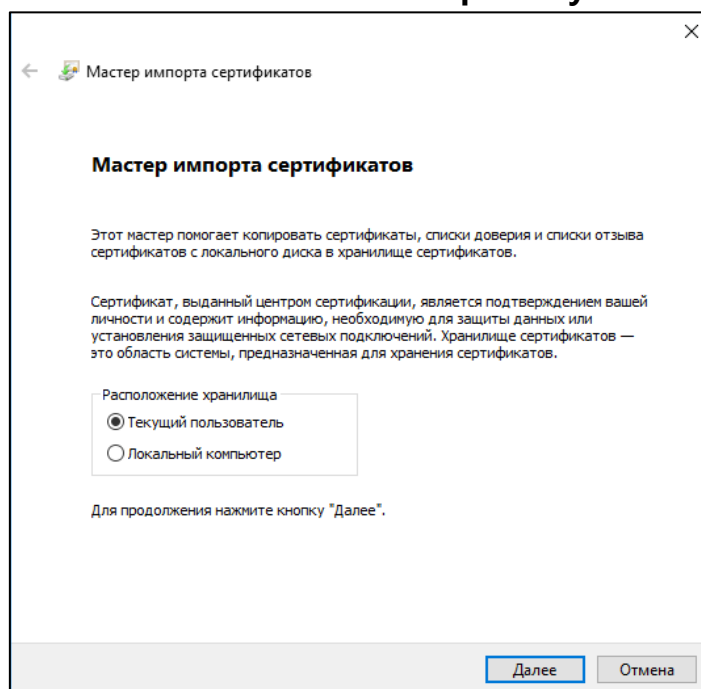 Мастер импорта сертификатов
Мастер импорта сертификатов
Этот мастер помогает копировать сертификаты, списки доверия и списки отзыва
сертификатов с локального диска в хранилище сертификатов.
Сертификат, выданный центром сертификации, является подтверждением вашей
личности и содержит информацию, необходимую для защиты данных или
установления защищенных сетевых подключений. Хранилище сертификатов —
это область системы, предназначенная для хранения сертификатов.
Расположение хранилища
Текущий пользователь
Локальный компьютер
Для продолжения нажмите кнопку "Далее".
Далее
Отмена